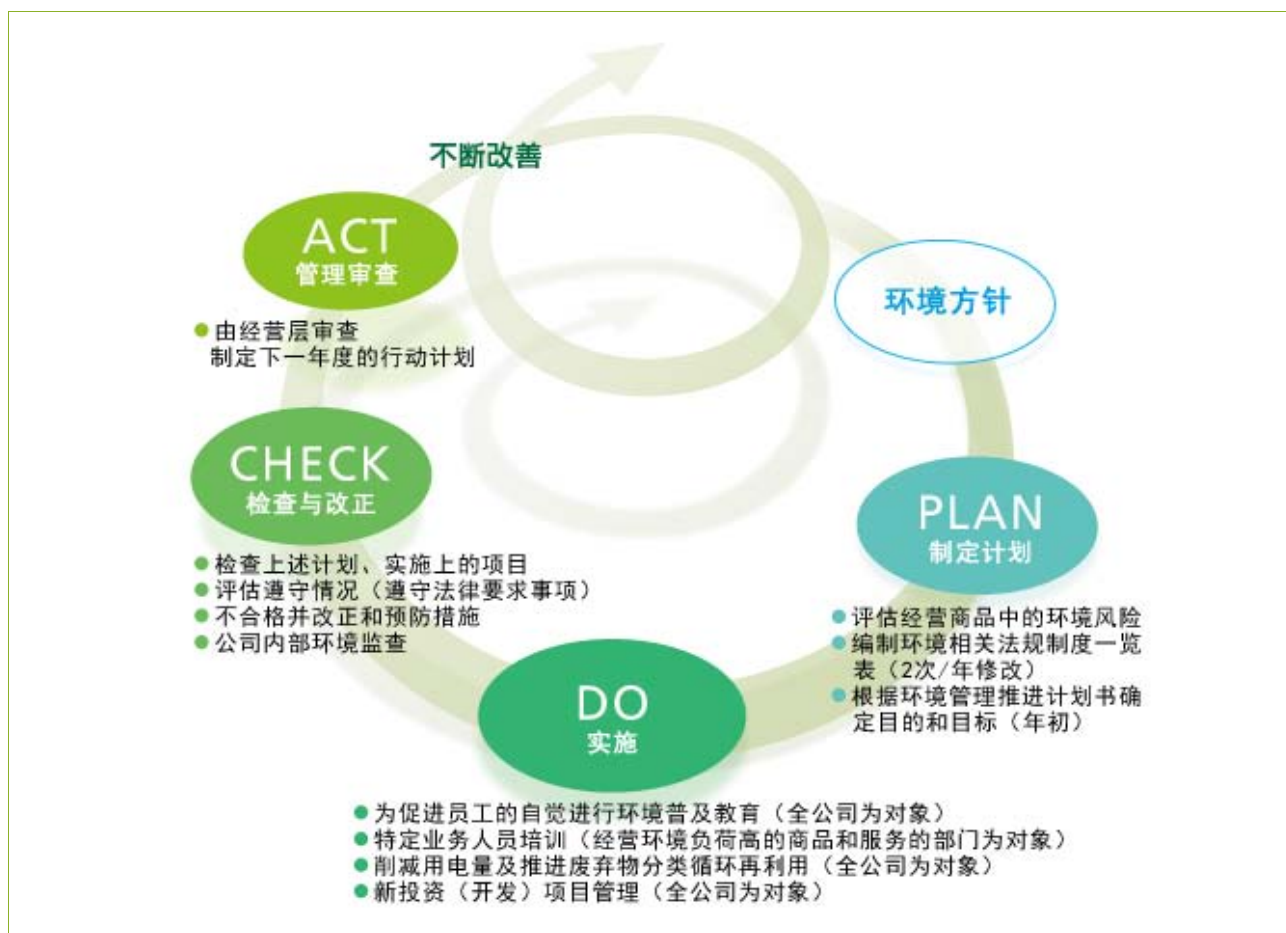 不断改善
ACT
管理审查
● 由经营层审查
制定下一年度的行动计划
环境方针
CHECK
检查与改正
● 检查上述计划、实施上的项目
● 评估遵守情况（遵守法律要求事项）
● 不合格并改正和预防措施
● 公司内部环境监查
PLAN
制定计划
● 评估经营商品中的环境风险
● 编制环境相关法规制度一览
表（2次/年修改）
● 根据环境管理推进计划书确
定目的和目标（年初）
DO
实施
● 为促进员工的自觉进行环境普及教育（全公司为对象）
● 特定业务人员培训（经营环境负荷高的商品和服务的部门为对象）
● 削减用电量及推进废弃物分类循环再利用（全公司为对象）
● 新投资（开发）项目管理（全公司为对象）